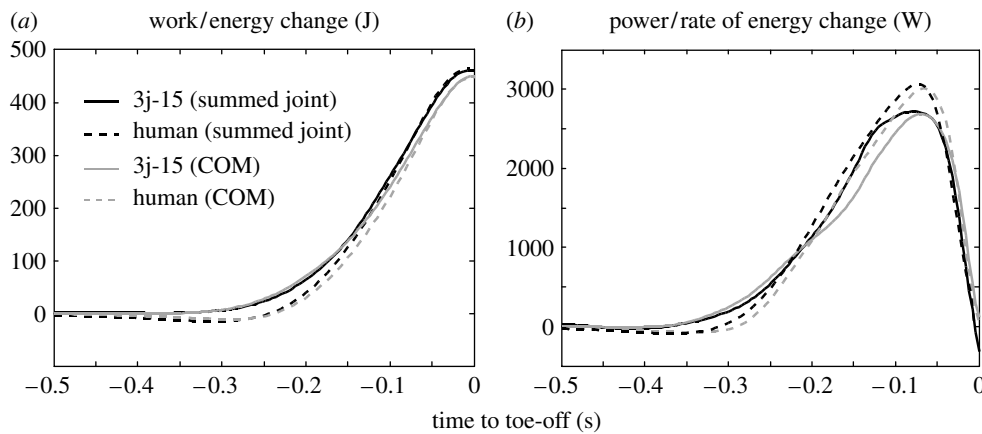 (a) work/energy change (J)
500
400
300
200
100
0
3j-15 (summed joint)
human (summed joint)
3j-15 (COM)
human (COM)
−0.5 −0.4 −0.3 −0.2 −0.1 0
(b) power/rate of energy change (W)
3000
2000
1000
0
−0.5 −0.4 −0.3 −0.2 −0.1 0
time to toe-off (s)